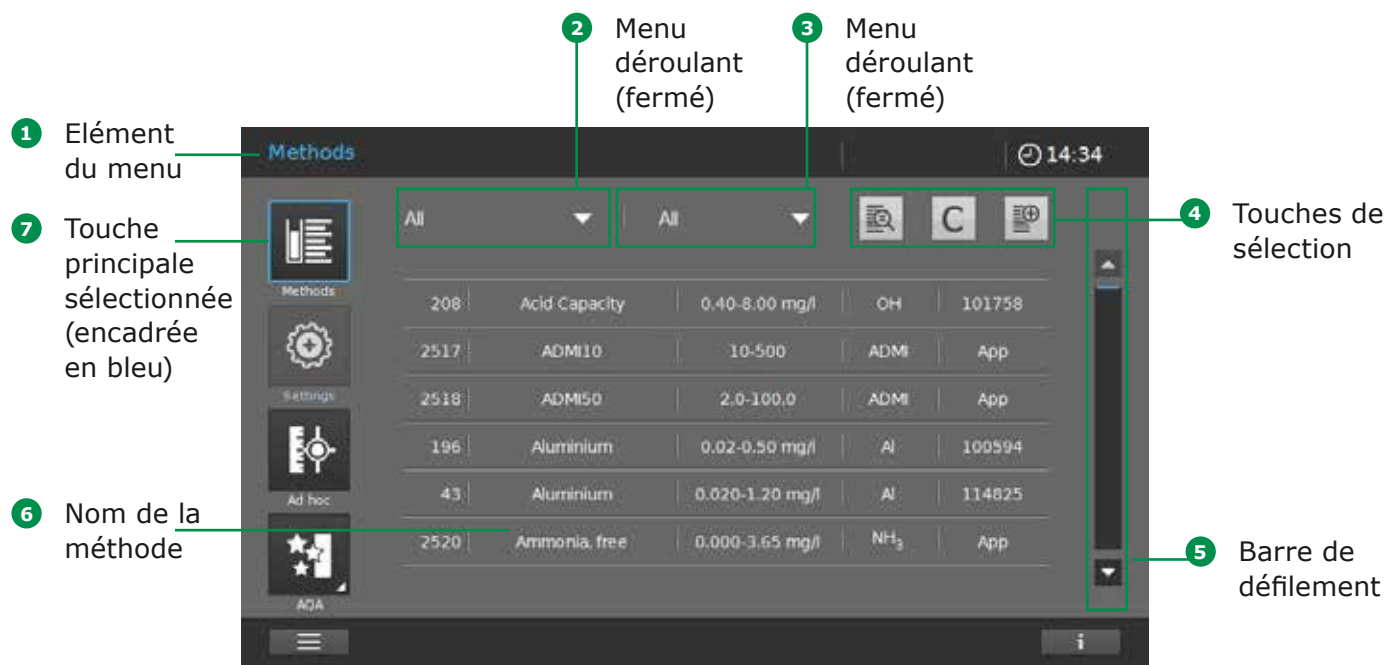 2 Menu
déroulant
(fermé)
3 Menu
déroulant
(fermé)
1 Elément
du menu
Methods
14:34
7 Touche
principale
sélectionnée
(encadrée
en bleu)
All
All
C
4 Touches de
sélection
Methods
208 Acid Capacity 0.40-8.00 mg/l OH 101758
2517 ADMI10 10-500 ADMI App
Settings
2518 ADMI50 2.0-100.0 ADMI App
196 Aluminium 0.02-0.50 mg/l Al 100594
Ad hoc
43 Aluminium 0.020-1.20 mg/l Al 114825
6 Nom de la
méthode
2520 Ammonia, free 0.000-3.65 mg/l NH₃ App
5 Barre de
défilement
AQA
i